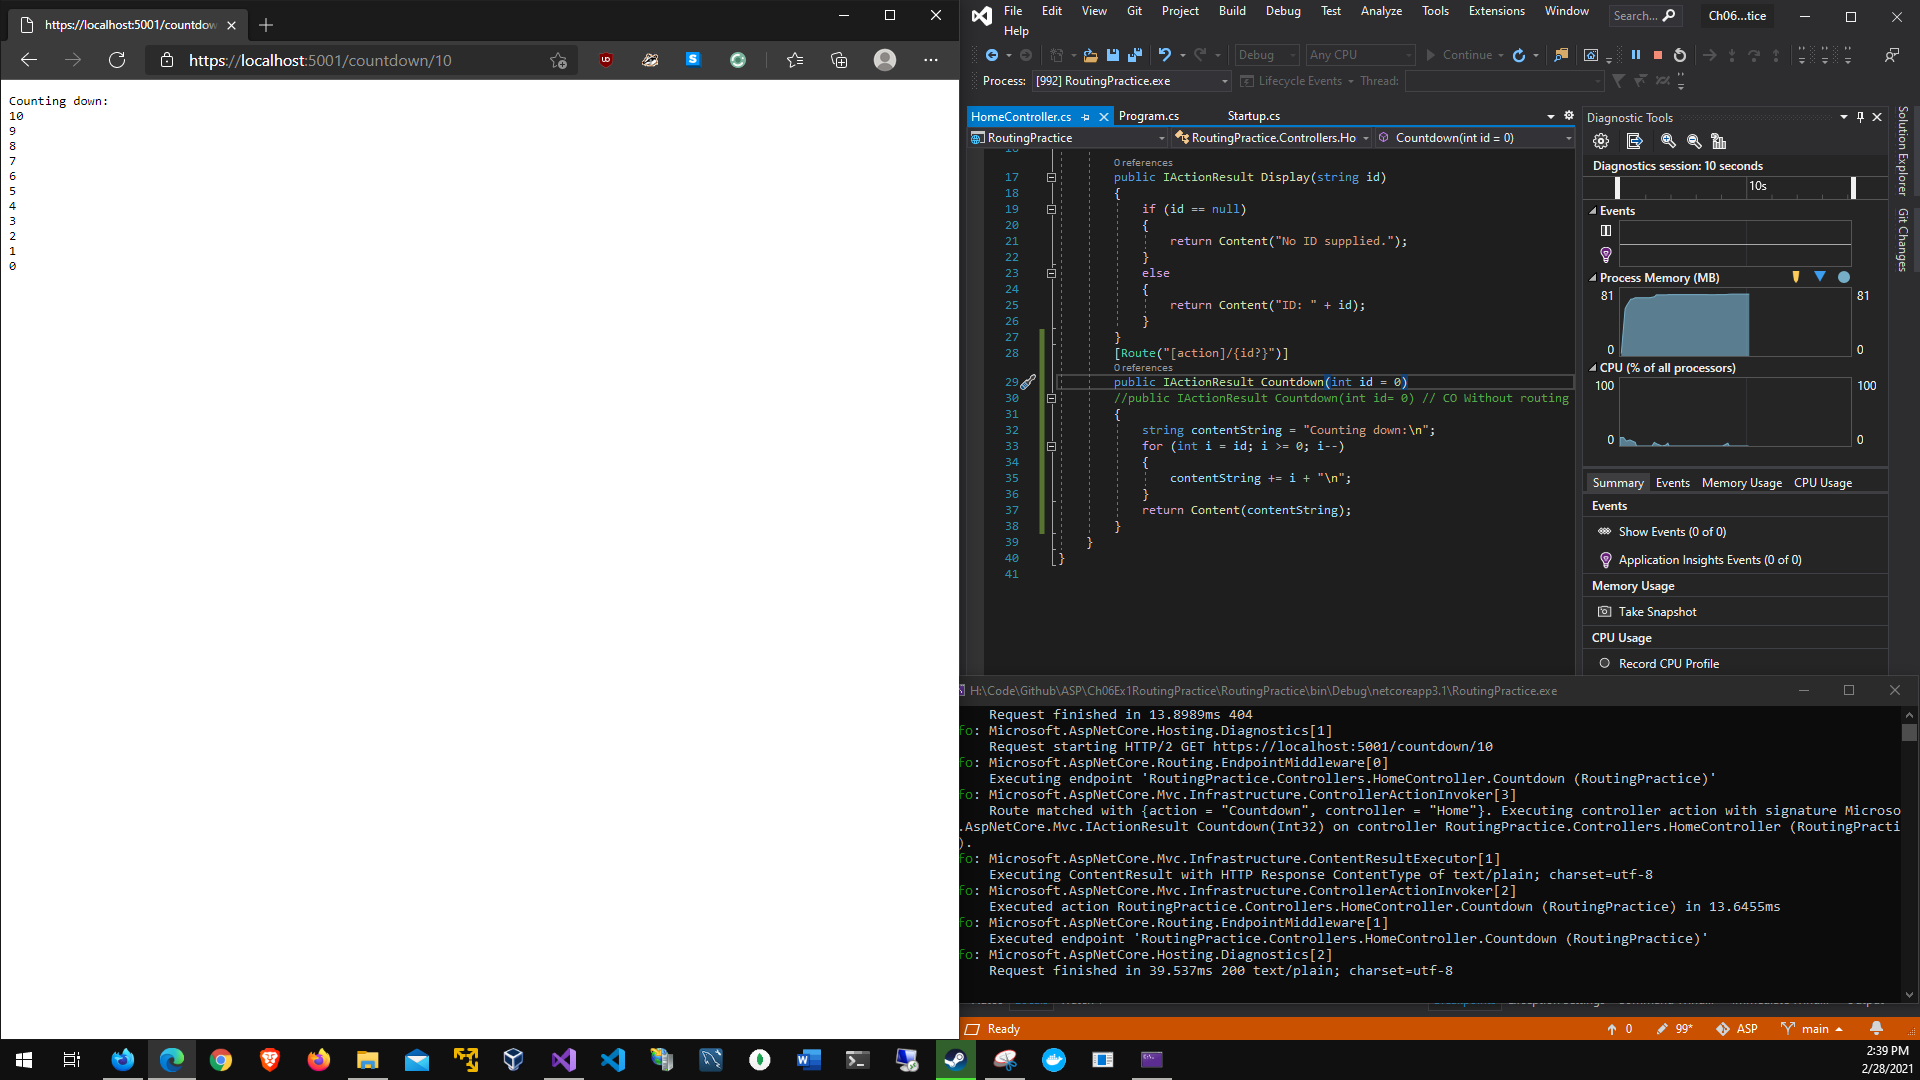 https://localhost:5001/countdow
https://localhost:5001/countdown/10
Counting down:
10
9
8
7
6
5
4
3
2
1
0
File Edit View Git Project Build Debug Test Analyze Tools Extensions Window
Help
Search...
Ch06...tice
Debug Any CPU Continue
Process: [992] RoutingPractice.exe Lifecycle Events Thread:
HomeController.cs Program.cs Startup.cs
RoutingPractice RoutingPractice.Controllers.Ho Countdown(int id = 0)
0 references
17 public IActionResult Display(string id)
18 {
19 if (id == null)
20 {
21 return Content("No ID supplied.");
22 }
23 else
24 {
25 return Content("ID: " + id);
26 }
27 }
28 [Route("[action]/{id?}")]
0 references
29 public IActionResult Countdown(int id = 0)
30 //public IActionResult Countdown(int id= 0) // CO Without routing
31 {
32 string contentString = "Counting down:\n";
33 for (int i = id; i >= 0; i--)
34 {
35 contentString += i + "\n";
36 }
37 return Content(contentString);
38 }
39 }
40 }
41
Diagnostic Tools
Diagnostics session: 10 seconds
10s
Events
Process Memory (MB)
81 81
0 0
CPU (% of all processors)
100 100
0 0
Summary Events Memory Usage CPU Usage
Events
Show Events (0 of 0)
Application Insights Events (0 of 0)
Memory Usage
Take Snapshot
CPU Usage
Record CPU Profile
Solution Explorer
Git Changes
H:\Code\Github\ASP\Ch06Ex1RoutingPractice\RoutingPractice\bin\Debug\netcoreapp3.1\RoutingPractice.exe
Request finished in 13.8989ms 404
fo: Microsoft.AspNetCore.Hosting.Diagnostics[1]
Request starting HTTP/2 GET https://localhost:5001/countdown/10
fo: Microsoft.AspNetCore.Routing.EndpointMiddleware[0]
Executing endpoint 'RoutingPractice.Controllers.HomeController.Countdown (RoutingPractice)'
fo: Microsoft.AspNetCore.Mvc.Infrastructure.ControllerActionInvoker[3]
Route matched with {action = "Countdown", controller = "Home"}. Executing controller action with signature Microso
.AspNetCore.Mvc.IActionResult Countdown(Int32) on controller RoutingPractice.Controllers.HomeController (RoutingPracti
).
fo: Microsoft.AspNetCore.Mvc.Infrastructure.ContentResultExecutor[1]
Executing ContentResult with HTTP Response ContentType of text/plain; charset=utf-8
fo: Microsoft.AspNetCore.Mvc.Infrastructure.ControllerActionInvoker[2]
Executed action RoutingPractice.Controllers.HomeController.Countdown (RoutingPractice) in 13.6455ms
fo: Microsoft.AspNetCore.Routing.EndpointMiddleware[1]
Executed endpoint 'RoutingPractice.Controllers.HomeController.Countdown (RoutingPractice)'
fo: Microsoft.AspNetCore.Hosting.Diagnostics[2]
Request finished in 39.537ms 200 text/plain; charset=utf-8
Ready 0 99* ASP main
2:39 PM
2/28/2021